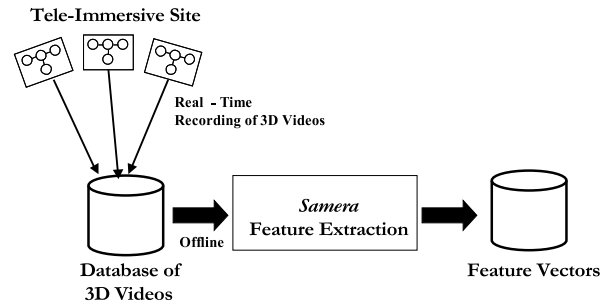 Tele-Immersive Site
Real - Time
Recording of 3D Videos
Samera
Feature Extraction
Offline
Database of
3D Videos
Feature Vectors